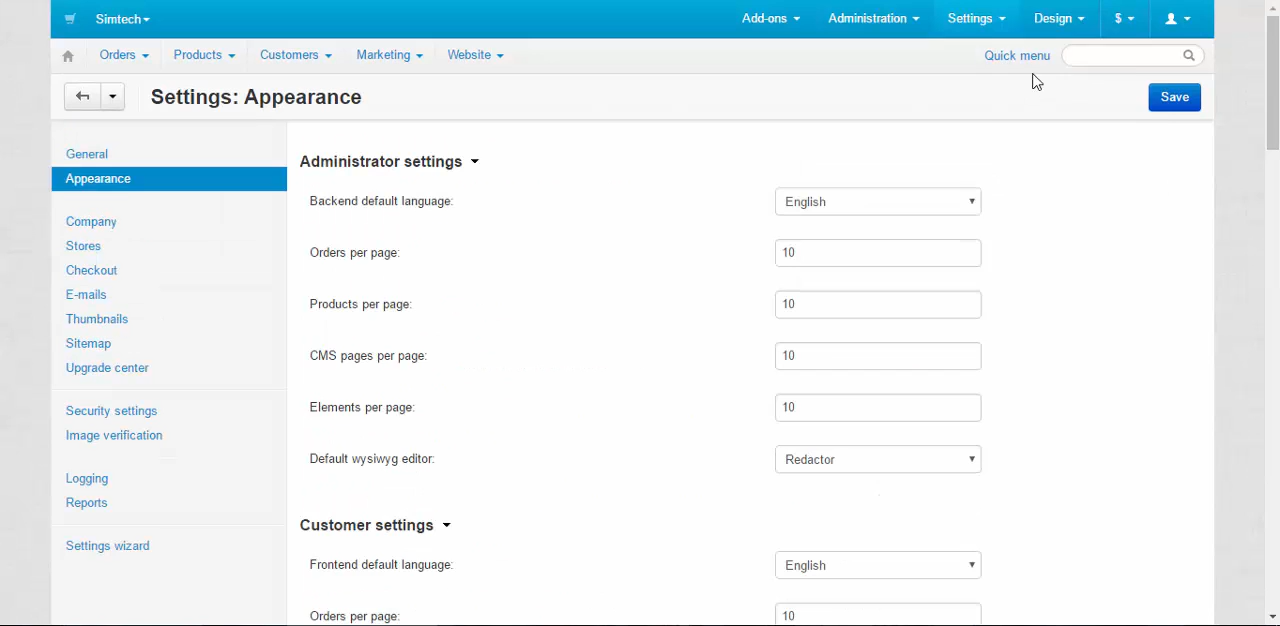 Simtech Add-ons Administration Settings Design $
Orders Products Customers Marketing Website Quick menu
Settings: Appearance Save
General
Appearance
Company
Stores
Checkout
E-mails
Thumbnails
Sitemap
Upgrade center
Security settings
Image verification
Logging
Reports
Settings wizard
Administrator settings
Backend default language: English
Orders per page: 10
Products per page: 10
CMS pages per page: 10
Elements per page: 10
Default wysiwyg editor: Redactor
Customer settings
Frontend default language: English
Orders per page: 10